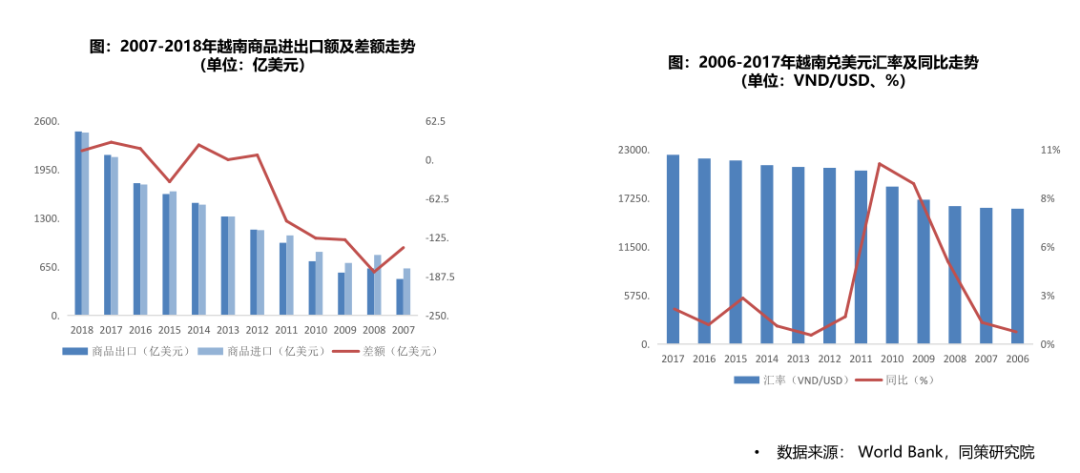 图：2007-2018年越南商品进出口额及差额走势
（单位：亿美元）
2600.
1950.
1300.
650.
0.
62.5
0.
-62.5
-125.
-187.5
-250.
2018 2017 2016 2015 2014 2013 2012 2011 2010 2009 2008 2007
商品出口（亿美元） 商品进口（亿美元） 差额（亿美元）
图：2006-2017年越南兑美元汇率及同比走势
（单位：VND/USD、%）
23000.
17250.
11500.
5750.
0.
11%
8%
6%
3%
0%
2017 2016 2015 2014 2013 2012 2011 2010 2009 2008 2007 2006
汇率（VND/USD） 同比（%）
• 数据来源： World Bank，同策研究院